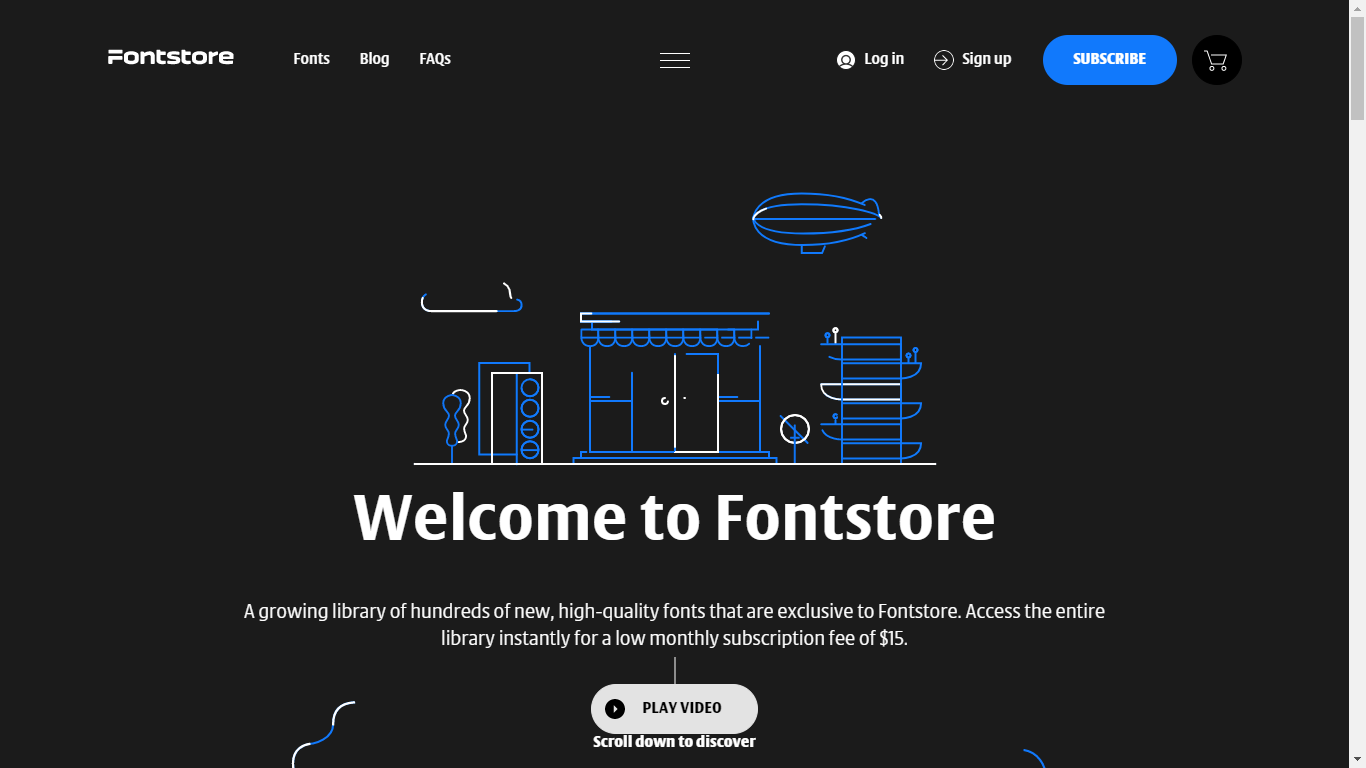 Fontstore
Fonts
Blog
FAQs
Log in
Sign up
SUBSCRIBE
Welcome to Fontstore
A growing library of hundreds of new, high-quality fonts that are exclusive to Fontstore. Access the entire
library instantly for a low monthly subscription fee of $15.
PLAY VIDEO
Scroll down to discover